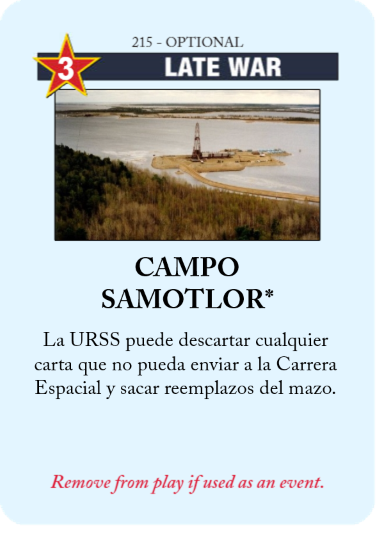 215 - OPTIONAL
3
LATE WAR
CAMPO
SAMOTLOR*
La URSS puede descartar cualquier
carta que no pueda enviar a la Carrera
Espacial y sacar reemplazos del mazo.
Remove from play if used as an event.